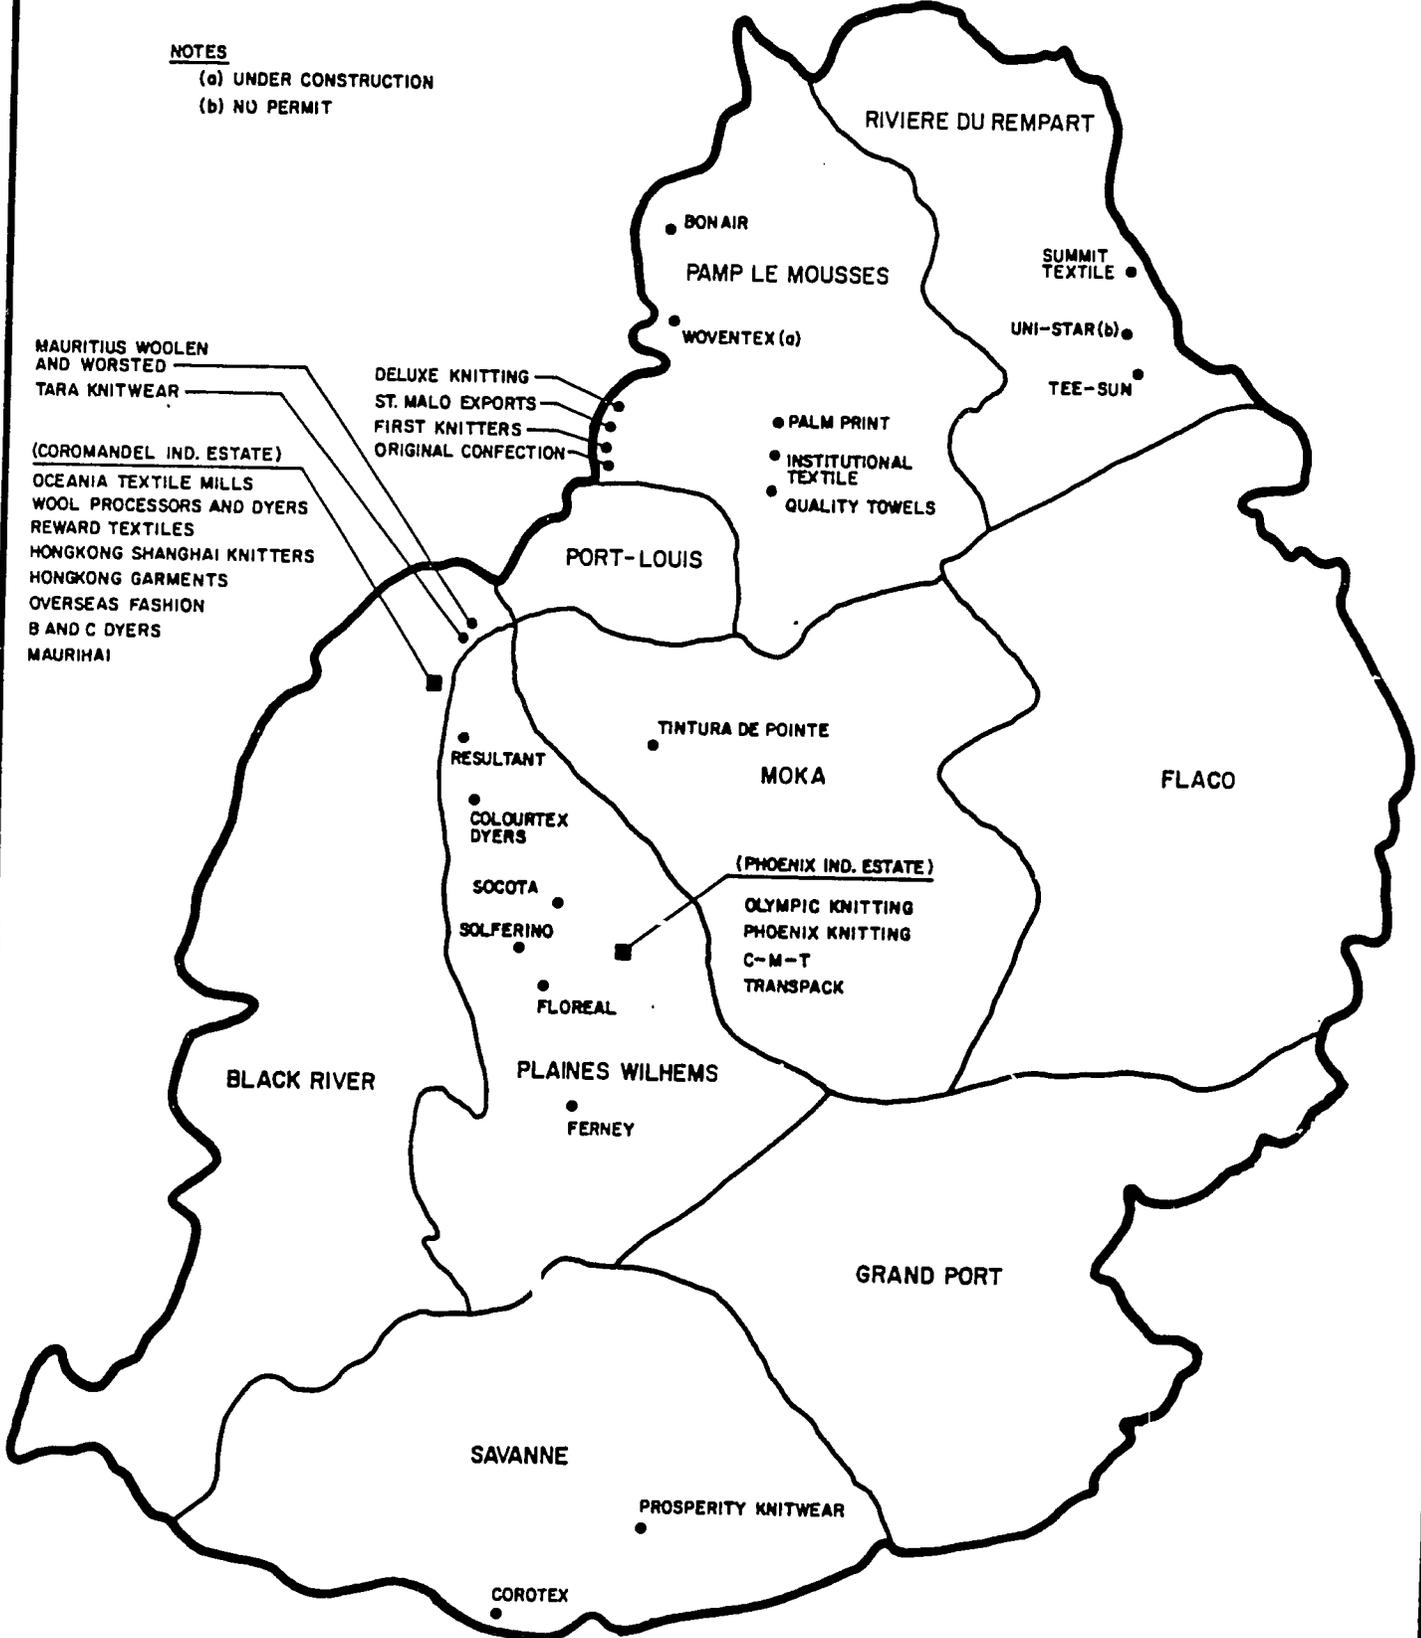 NOTES
(a) UNDER CONSTRUCTION
(b) NO PERMIT
RIVIERE DU REMPART
BON AIR
PAMP LE MOUSSES
SUMMIT
TEXTILE
UNI-STAR(b)
TEE-SUN
WOVENTEX(a)
MAURITIUS WOOLEN
AND WORSTED
TARA KNITWEAR
DELUXE KNITTING
ST. MALO EXPORTS
FIRST KNITTERS
ORIGINAL CONFECTION
PALM PRINT
INSTITUTIONAL
TEXTILE
QUALITY TOWELS
(COROMANDEL IND. ESTATE)
OCEANIA TEXTILE MILLS
WOOL PROCESSORS AND DYERS
REWARD TEXTILES
HONGKONG SHANGHAI KNITTERS
HONGKONG GARMENTS
OVERSEAS FASHION
B AND C DYERS
MAURIHAI
PORT-LOUIS
TINTURA DE POINTE
MOKA
FLACO
RESULTANT
COLOURTEX
DYERS
SOCOTA
SOLFERINO
FLOREAL
(PHOENIX IND. ESTATE)
OLYMPIC KNITTING
PHOENIX KNITTING
C-M-T
TRANSPACK
BLACK RIVER
PLAINES WILHEMS
FERNEY
GRAND PORT
SAVANNE
PROSPERITY KNITWEAR
COROTEX